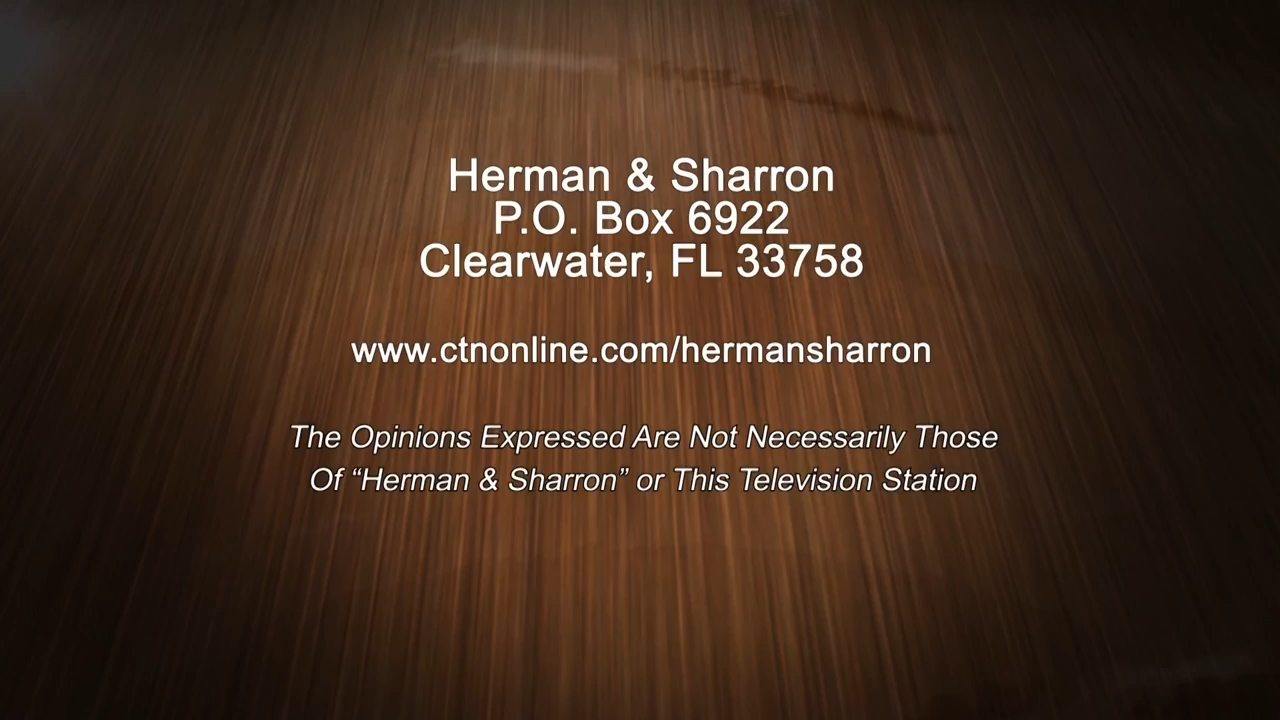 Herman & Sharron
P.O. Box 6922
Clearwater, FL 33758
www.ctnonline.com/hermansharron
The Opinions Expressed Are Not Necessarily Those
Of “Herman & Sharron” or This Television Station